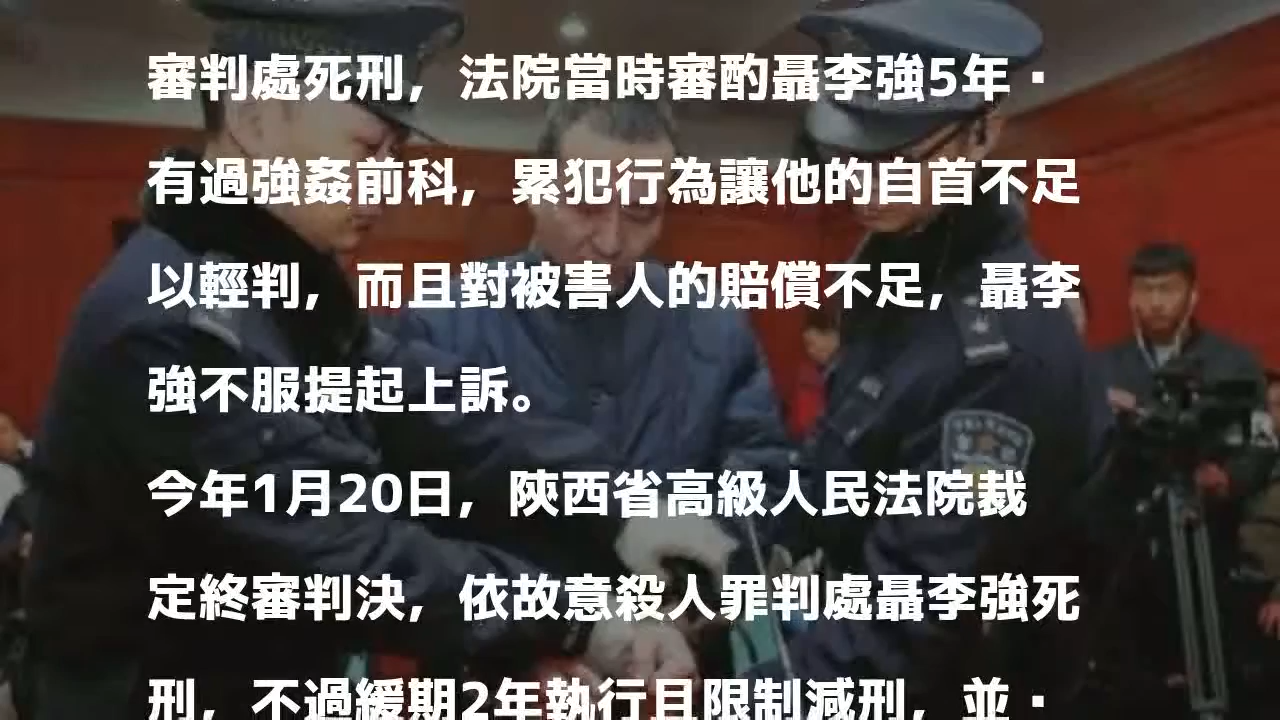 審判處死刑，法院當時審酌聶李強5年·
有過強姦前科，累犯行為讓他的自首不足
以輕判，而且對被害人的賠償不足，聶李
強不服提起上訴。
今年1月20日，陝西省高級人民法院裁
定終審判決，依故意殺人罪判處聶李強死
刑，不過緩期2年執行且限制減刑，並·